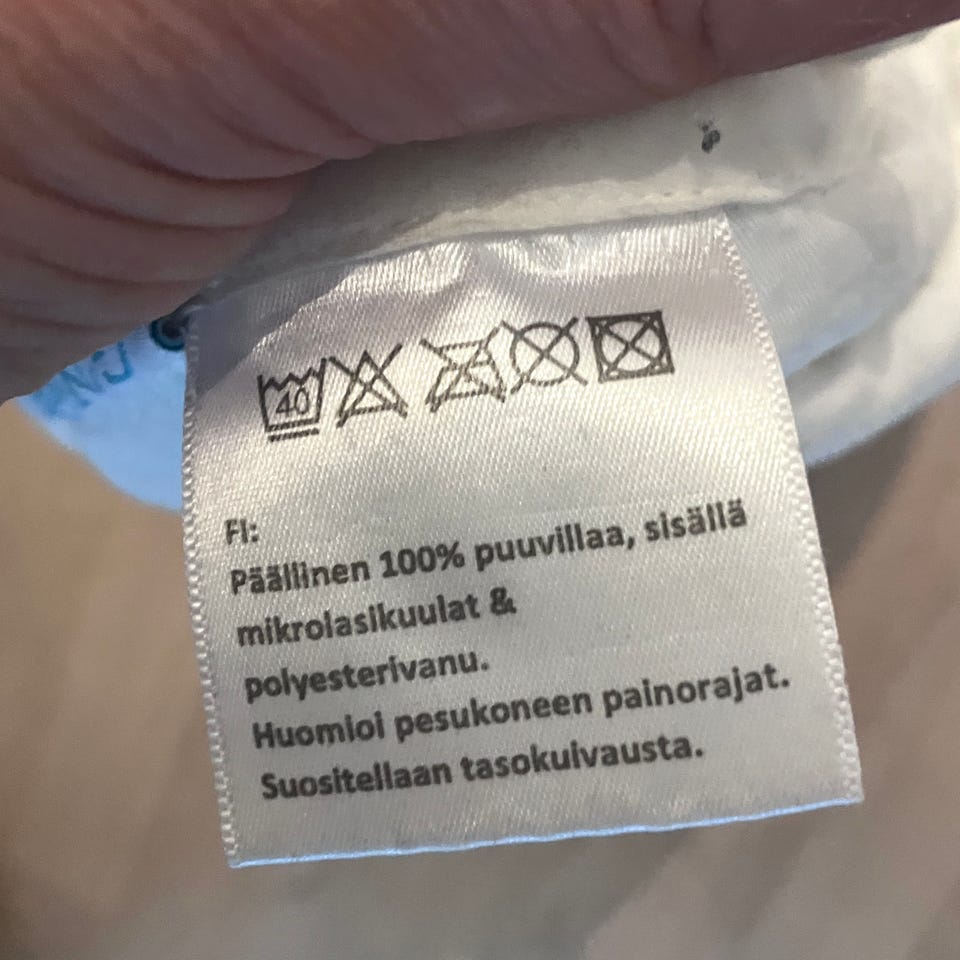 40
FI:
Päällinen 100% puuvillaa, sisällä
mikrolasikuulat &
polyesterivanu.
Huomioi pesukoneen painorajat.
Suositellaan tasokuivausta.